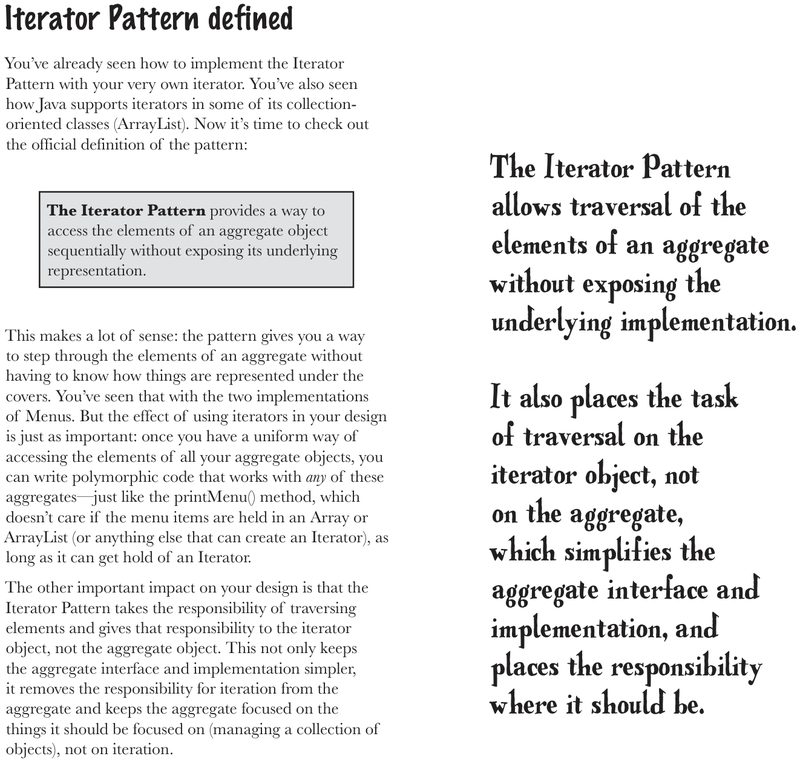 Iterator Pattern defined
You've already seen how to implement the Iterator
Pattern with your very own iterator. You've also seen
how Java supports iterators in some of its collection-
oriented classes (ArrayList). Now it's time to check out
the official definition of the pattern:
The Iterator Pattern provides a way to
access the elements of an aggregate object
sequentially without exposing its underlying
representation.
This makes a lot of sense: the pattern gives you a way
to step through the elements of an aggregate without
having to know how things are represented under the
covers. You've seen that with the two implementations
of Menus. But the effect of using iterators in your design
is just as important: once you have a uniform way of
accessing the elements of all your aggregate objects, you
can write polymorphic code that works with any of these
aggregates—just like the printMenu() method, which
doesn't care if the menu items are held in an Array or
ArrayList (or anything else that can create an Iterator), as
long as it can get hold of an Iterator.
The other important impact on your design is that the
Iterator Pattern takes the responsibility of traversing
elements and gives that responsibility to the iterator
object, not the aggregate object. This not only keeps
the aggregate interface and implementation simpler,
it removes the responsibility for iteration from the
aggregate and keeps the aggregate focused on the
things it should be focused on (managing a collection of
objects), not on iteration.
The Iterator Pattern
allows traversal of the
elements of an aggregate
without exposing the
underlying implementation.
It also places the task
of traversal on the
iterator object, not
on the aggregate,
which simplifies the
aggregate interface and
implementation, and
places the responsibility
where it should be.